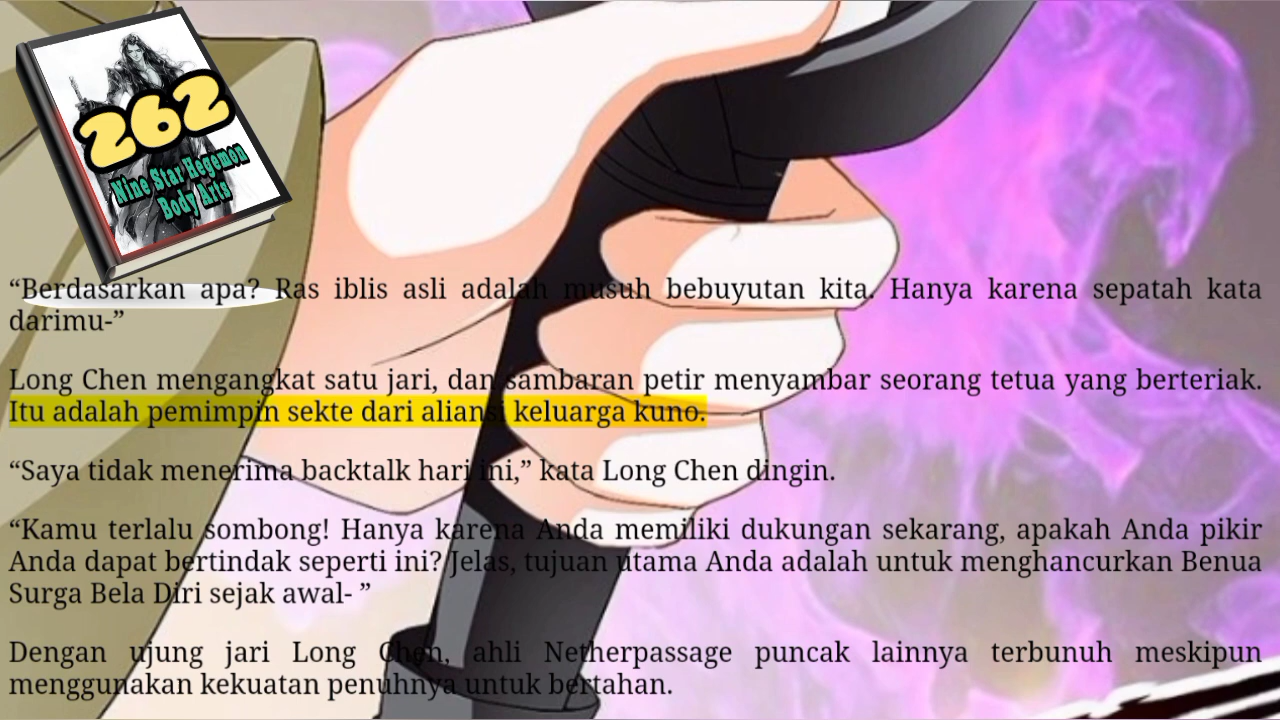 262
Nine Star Hegemon
Body Arts
“Berdasarkan apa? Ras iblis asli adalah musuh bebuyutan kita. Hanya karena sepatah kata
darimu-”
Long Chen mengangkat satu jari, dan sambaran petir menyambar seorang tetua yang berteriak.
Itu adalah pemimpin sekte dari aliansi keluarga kuno.
“Saya tidak menerima backtalk hari ini,” kata Long Chen dingin.
“Kamu terlalu sombong! Hanya karena Anda memiliki dukungan sekarang, apakah Anda pikir
Anda dapat bertindak seperti ini? Jelas, tujuan utama Anda adalah untuk menghancurkan Benua
Surga Bela Diri sejak awal- ”
Dengan ujung jari Long Chen, ahli Netherpassage puncak lainnya terbunuh meskipun
menggunakan kekuatan penuhnya untuk bertahan.